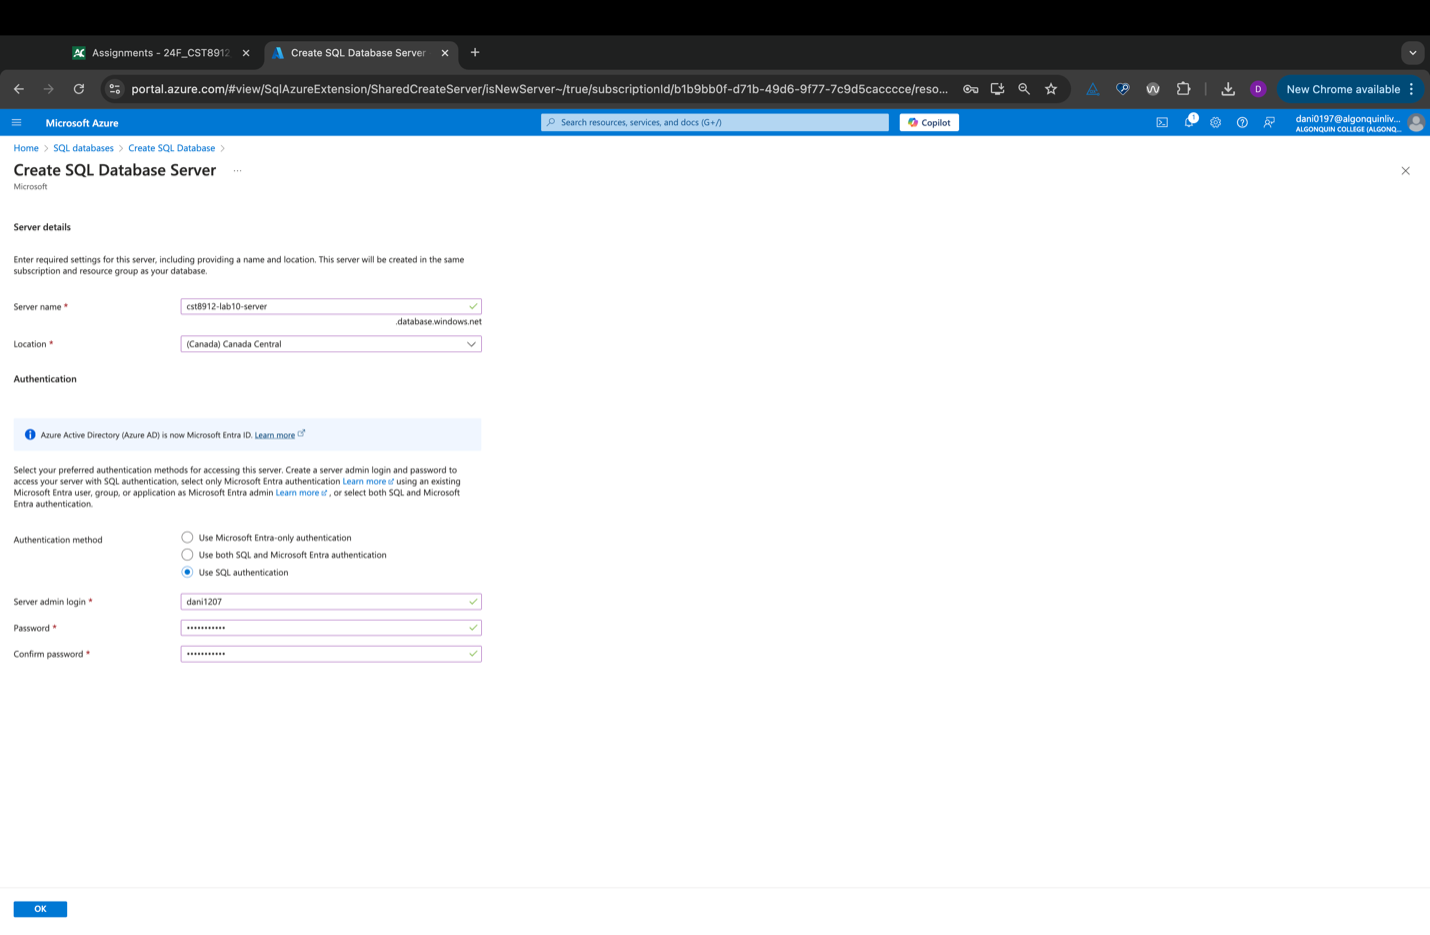 Assignments - 24F_CST8912
Create SQL Database Server
portal.azure.com/#view/SqlAzureExtension/SharedCreateServer/isNewServer~/true/subscriptionId/b1b9bb0f-d71b-49d6-9f77-7c9d5cacccce/reso...
D
New Chrome available
Microsoft Azure
Search resources, services, and docs (G+/)
Copilot
1
dani0197@algonquinliv...
ALGONQUIN COLLEGE (ALGONQ...
Home > SQL databases > Create SQL Database >
Create SQL Database Server ...
Microsoft
Server details
Enter required settings for this server, including providing a name and location. This server will be created in the same
subscription and resource group as your database.
Server name *
cst8912-lab10-server
.database.windows.net
Location *
(Canada) Canada Central
Authentication
Azure Active Directory (Azure AD) is now Microsoft Entra ID. Learn more
Select your preferred authentication methods for accessing this server. Create a server admin login and password to
access your server with SQL authentication, select only Microsoft Entra authentication Learn more using an existing
Microsoft Entra user, group, or application as Microsoft Entra admin Learn more , or select both SQL and Microsoft
Entra authentication.
Authentication method
Use Microsoft Entra-only authentication
Use both SQL and Microsoft Entra authentication
Use SQL authentication
Server admin login *
dani1207
Password *
•••••••••••
Confirm password *
•••••••••••
OK